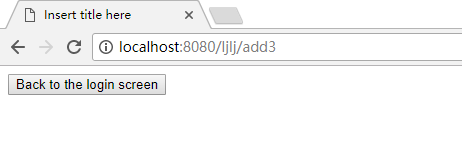 Insert title here
localhost:8080/ljlj/add3
Back to the login screen